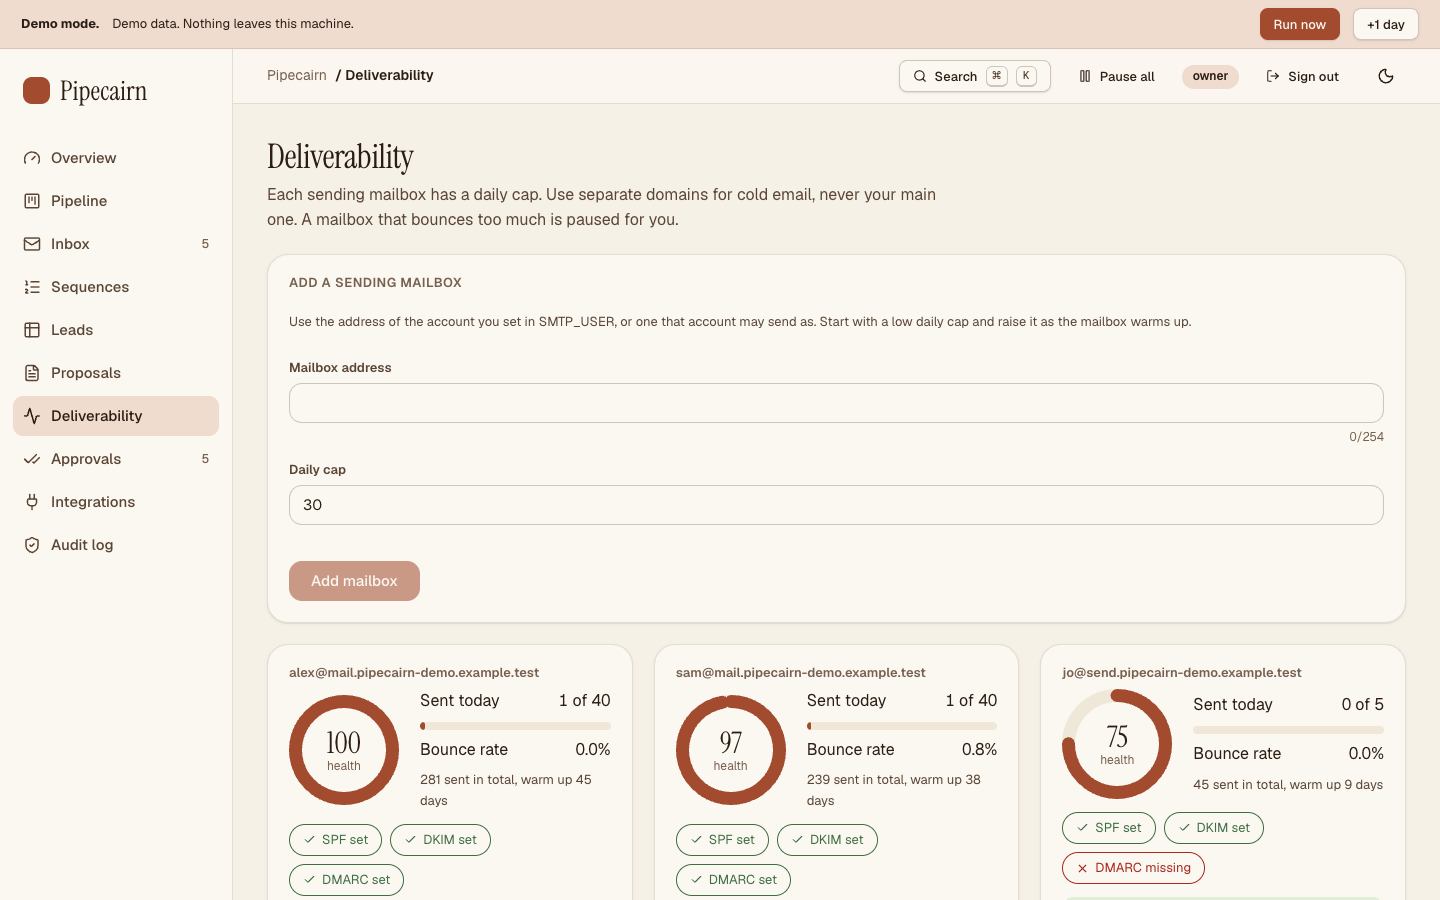 Demo mode. Demo data. Nothing leaves this machine.
Run now
+1 day
Pipecairn
Pipecairn / Deliverability
Search ⌘ K
Pause all
owner
Sign out
Overview
Pipeline
Inbox 5
Sequences
Leads
Proposals
Deliverability
Approvals 5
Integrations
Audit log
Deliverability
Each sending mailbox has a daily cap. Use separate domains for cold email, never your main
one. A mailbox that bounces too much is paused for you.
ADD A SENDING MAILBOX
Use the address of the account you set in SMTP_USER, or one that account may send as. Start with a low daily cap and raise it as the mailbox warms up.
Mailbox address
0/254
Daily cap
30
Add mailbox
alex@mail.pipecairn-demo.example.test
100
health
Sent today 1 of 40
Bounce rate 0.0%
281 sent in total, warm up 45
days
SPF set
DKIM set
DMARC set
sam@mail.pipecairn-demo.example.test
97
health
Sent today 1 of 40
Bounce rate 0.8%
239 sent in total, warm up 38
days
SPF set
DKIM set
DMARC set
jo@send.pipecairn-demo.example.test
75
health
Sent today 0 of 5
Bounce rate 0.0%
45 sent in total, warm up 9 days
SPF set
DKIM set
DMARC missing